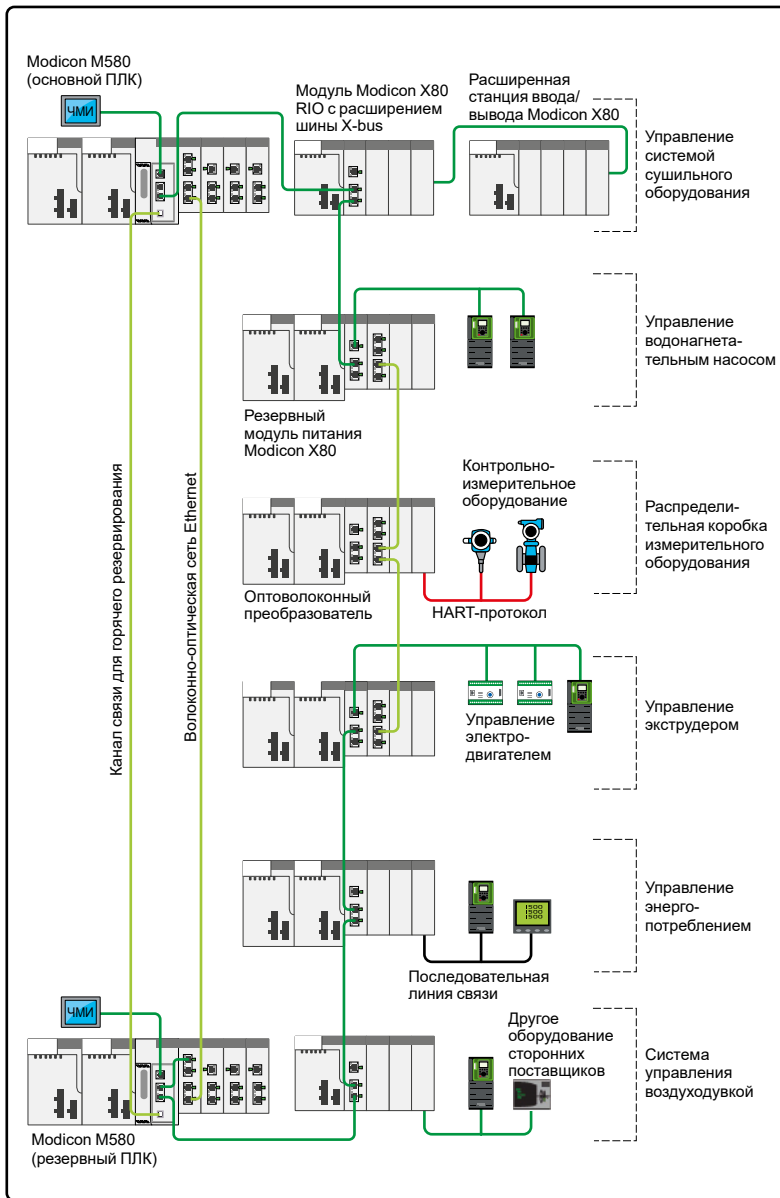 Modicon M580
(основной ПЛК)
ЧМИ
Модуль Modicon X80
RIO с расширением
шины X-bus
Расширенная
станция ввода/
вывода Modicon X80
Управление
системой
сушильного
оборудования
Управление
водонагнета-
тельным насосом
Резервный
модуль питания
Modicon X80
Контрольно-
измерительное
оборудование
Распредели-
тельная коробка
измерительного
оборудования
Оптоволоконный
преобразователь
HART-протокол
Канал связи для горячего резервирования
Волоконно-оптическая сеть Ethernet
Управление
электро-
двигателем
Управление
экструдером
Управление
энерго-
потреблением
1500
1500
1500
Последовательная
линия связи
ЧМИ
Другое
оборудование
сторонних
поставщиков
Система
управления
воздуходувкой
Modicon M580
(резервный ПЛК)